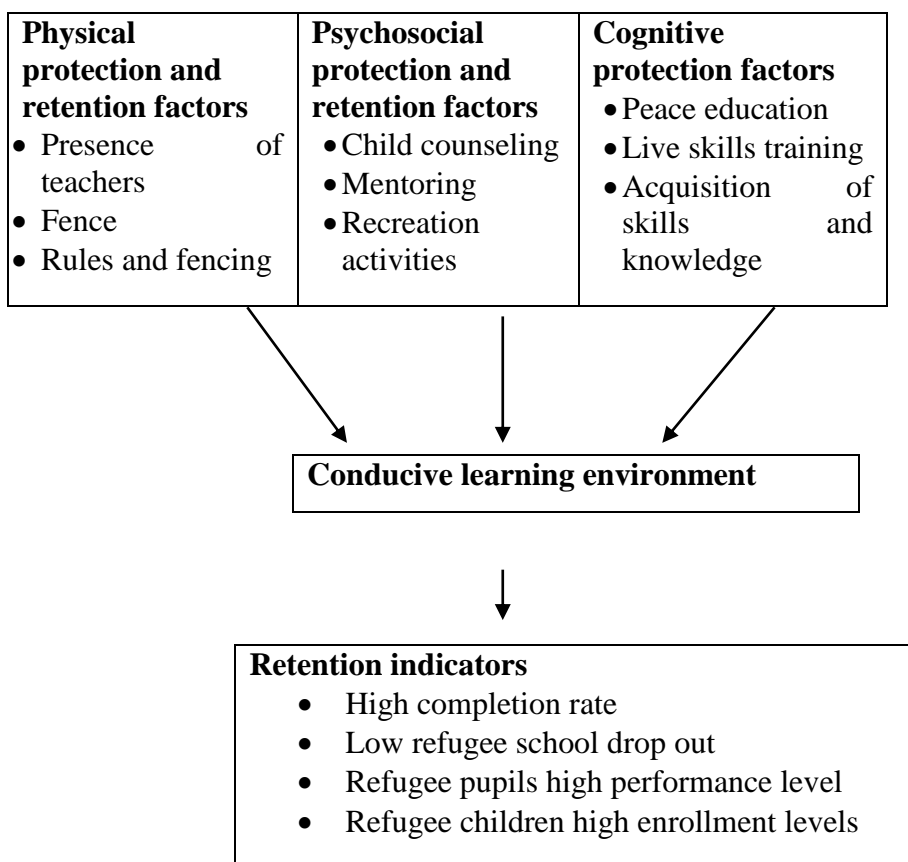 Physical
protection and
retention factors
• Presence of
teachers
• Fence
• Rules and fencing
Psychosocial
protection and
retention factors
• Child counseling
• Mentoring
• Recreation
activities
Cognitive
protection factors
• Peace education
• Live skills training
• Acquisition of
skills and
knowledge
Conducive learning environment
Retention indicators
• High completion rate
• Low refugee school drop out
• Refugee pupils high performance level
• Refugee children high enrollment levels